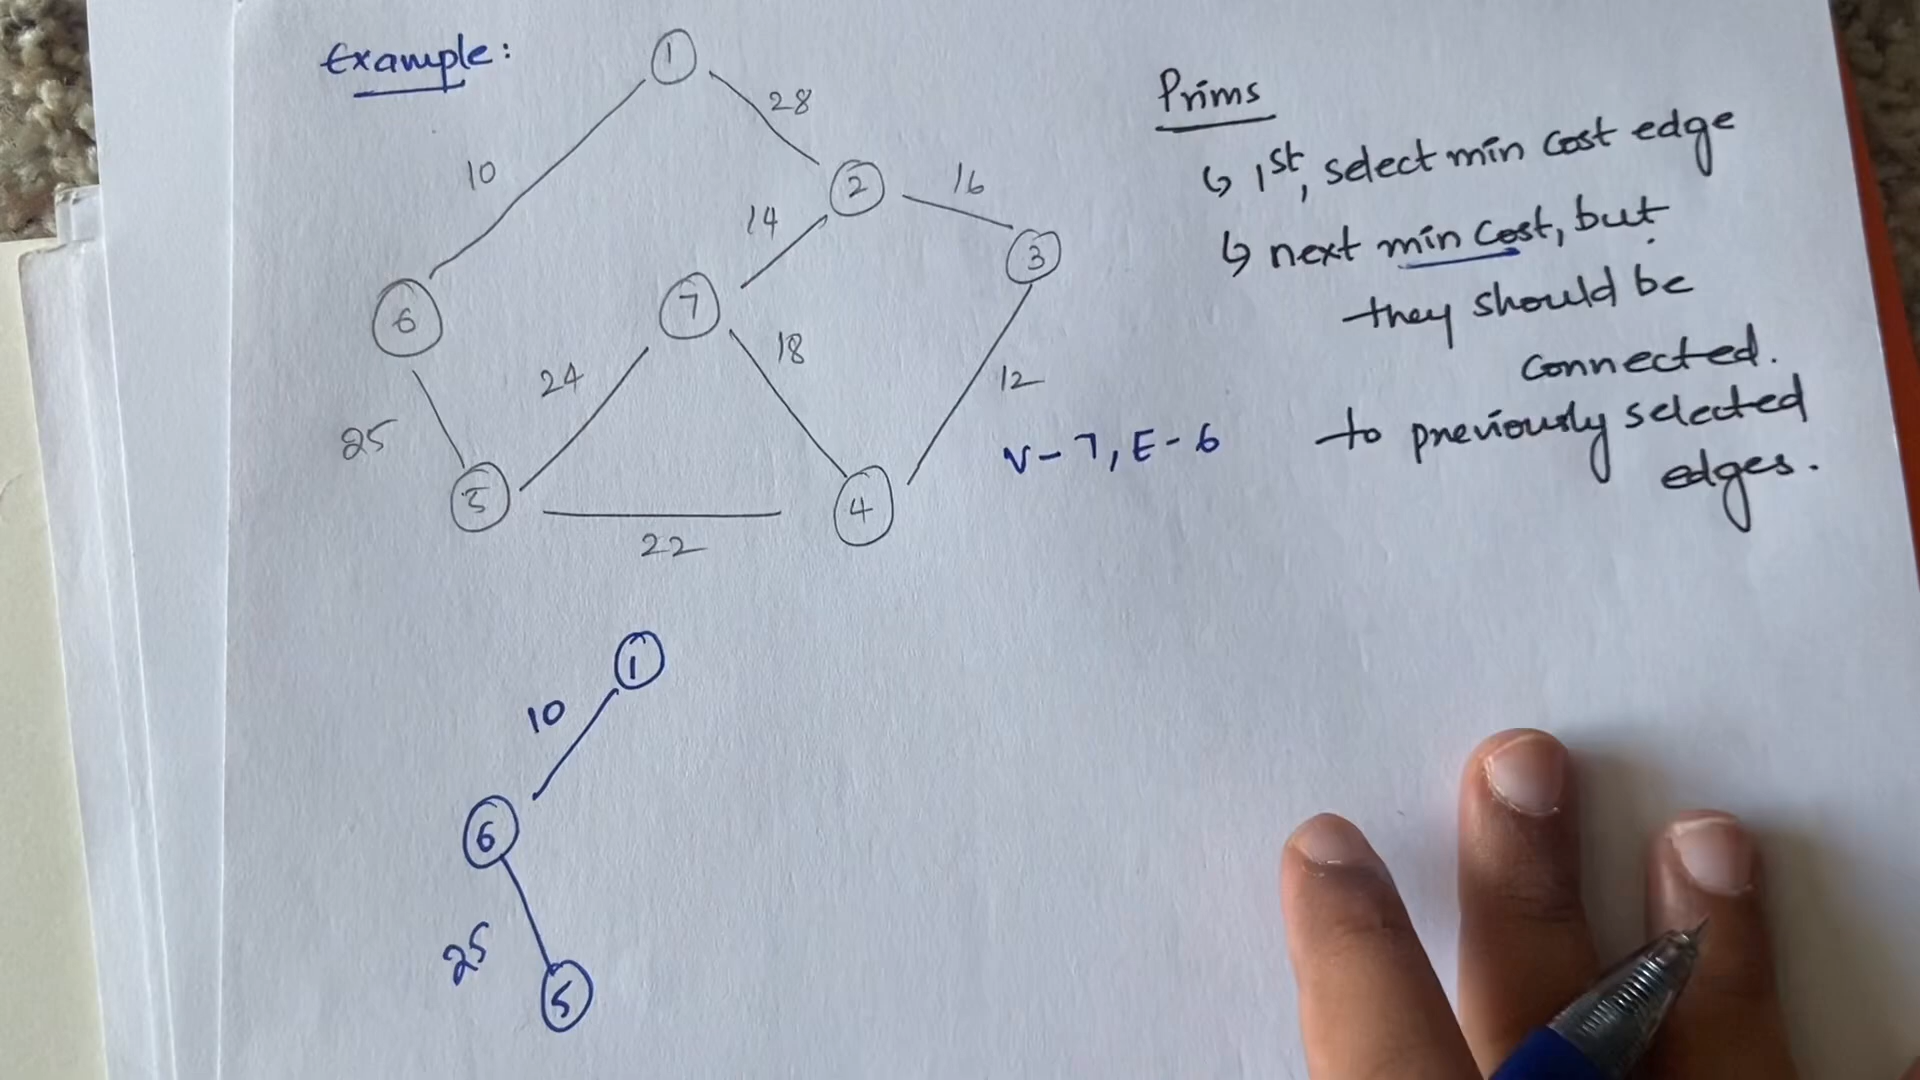 Example:
1
28
10
2
16
14
3
6
7
18
24
12
25
5
4
22
V-7, E-6
Prims
↳ 1st, select min cost edge
↳ next min cost, but
they should be
connected.
to previously selected
edges.
1
10
6
25
5